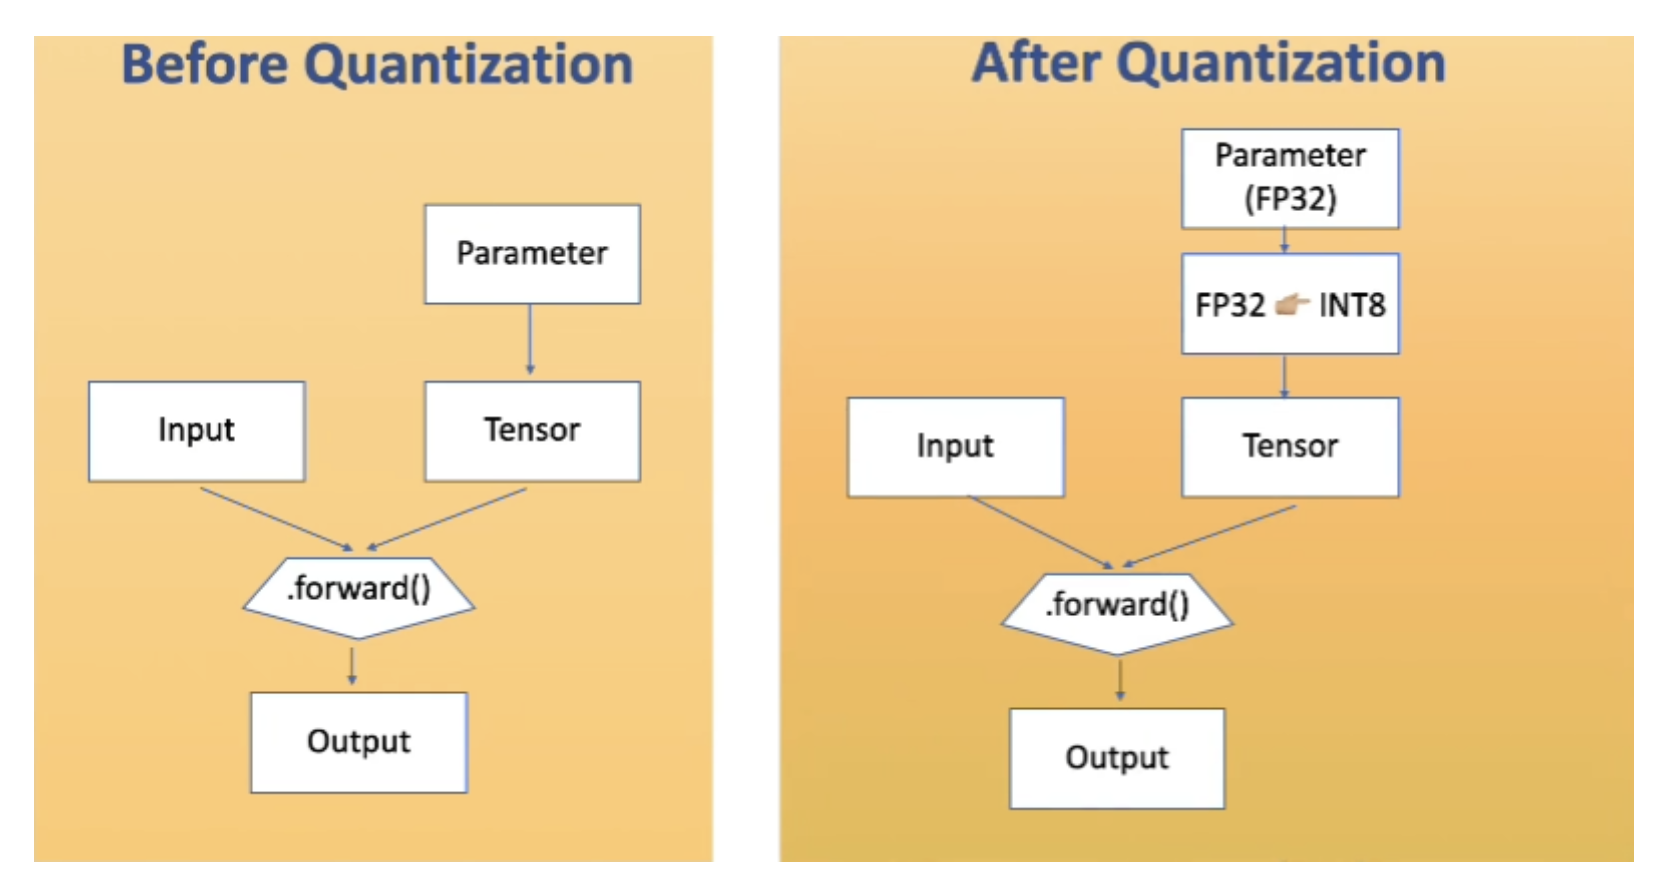 Before Quantization
Parameter
Input
Tensor
.forward()
Output
After Quantization
Parameter
(FP32)
FP32 👉🏼 INT8
Input
Tensor
.forward()
Output